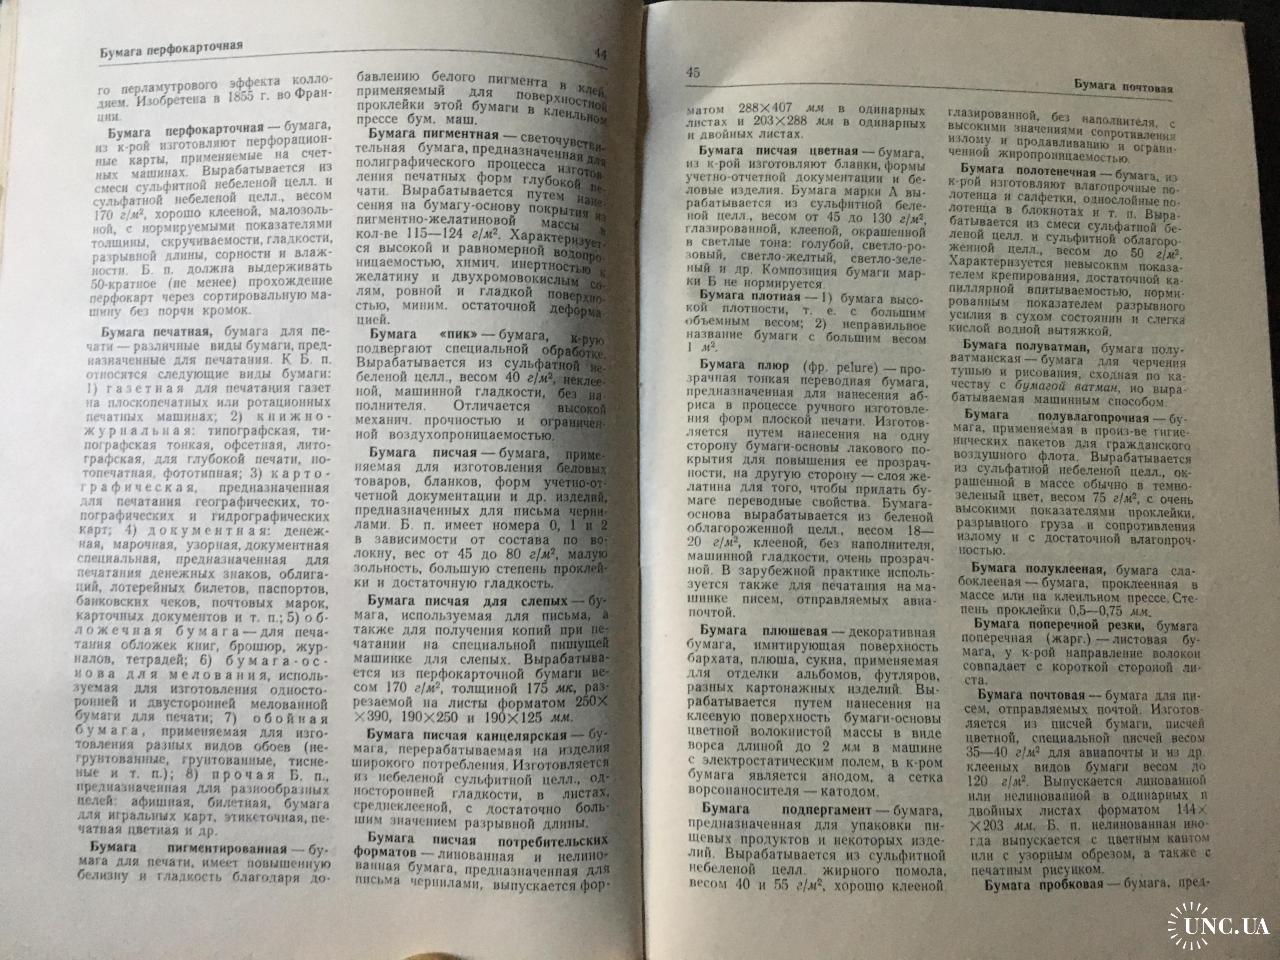 Бумага перфокарточная
44
го перламутрового эффекта колло-
дием. Изобретена в 1855 г. во Фран-
ции.
Бумага перфокарточная — бумага,
из к-рой изготовляют перфорацион-
ные карты, применяемые на счет-
ных машинах. Вырабатывается из
смеси сульфитной небеленой целл. и
сульфатной небеленой целл., весом
170 г/м², хорошо клееной, малозоль-
ной, с нормируемыми показателями
толщины, скручиваемости, гладкости,
разрывной длины, сорности и влаж-
ности. Б. п. должна выдерживать
50-кратное (не менее) прохождение
перфокарт через сортировальную ма-
шину без порчи кромок.
Бумага печатная, бумага для пе-
чати — различные виды бумаги, пред-
назначенные для печатания. К Б. п.
относятся следующие виды бумаги:
1) газетная для печатания газет
на плоскопечатных или ротационных
печатных машинах; 2) книжно-
журнальная: типографская, ти-
пографская тонкая, офсетная, лито-
графская, для глубокой печати, но-
топечатная, фототипная; 3) карто-
графическая, предназначенная
для печатания географических, то-
пографических и гидрографических
карт; 4) документная: денеж-
ная, марочная, узорная, документная
специальная, предназначенная для
печатания денежных знаков, облига-
ций, лотерейных билетов, паспортов,
банковских чеков, почтовых марок,
карточных документов и т. п.; 5) об-
ложечная бумага — для печа-
тания обложек книг, брошюр, жур-
налов, тетрадей; 6) бумага-ос-
нова для мелования, исполь-
зуемая для изготовления односто-
ронней и двусторонней мелованной
бумаги для печати; 7) обойная
бумага, применяемая для изго-
товления разных видов обоев (не-
грунтованные, грунтованные, тисне-
ные и т. п.); 8) прочая Б. п.,
предназначенная для разнообразных
целей: афишная, билетная, бумага
для игральных карт, этикеточная, пе-
чатная цветная и др.
Бумага пигментированная — бу-
мага для печати, имеет повышенную
белизну и гладкость благодаря до-
бавлению белого пигмента в клей,
применяемый для поверхностной
проклейки этой бумаги в клеильном
прессе бум. маш.
Бумага пигментная — светочувстви-
тельная бумага, предназначенная для
полиграфического процесса изготов-
ления печатных форм глубокой пе-
чати. Вырабатывается путем нане-
сения на бумагу-основу покрытия из
пигментно-желатиновой массы в
кол-ве 115—124 г/м². Характеризует-
ся высокой и равномерной водопро-
ницаемостью, химич. инертностью к
желатину и двухромовокислым со-
лям, ровной и гладкой поверхно-
стью, миним. остаточной деформа-
цией.
Бумага «пик» — бумага, к-рую
подвергают специальной обработке.
Вырабатывается из сульфатной не-
беленой целл., весом 40 г/м², неклее-
ной, машинной гладкости, без на-
полнителя. Отличается высокой
механич. прочностью и ограничен-
ной воздухопроницаемостью.
Бумага писчая — бумага, приме-
няемая для изготовления беловых
товаров, бланков, форм учетно-от-
четной документации и др. изделий,
предназначенных для письма черни-
лами. Б. п. имеет номера 0, 1 и 2
в зависимости от состава по во-
локну, вес от 45 до 80 г/м², малую
зольность, большую степень проклей-
ки и достаточную гладкость.
Бумага писчая для слепых — бу-
мага, используемая для письма, а
также для получения копий при пе-
чатании на специальной пишущей
машинке для слепых. Вырабатыва-
ется из перфокарточной бумаги ве-
сом 170 г/м², толщиной 175 мк, раз-
резаемой на листы форматом 250×
×390, 190×250 и 190×125 мм.
Бумага писчая канцелярская — бу-
мага, перерабатываемая на изделия
широкого потребления. Изготовляется
из небеленой сульфитной целл., од-
носторонней гладкости, в листах,
среднеклееной, с достаточно боль-
шим значением разрывной длины.
Бумага писчая потребительских
форматов — линованная и нелино-
ванная бумага, предназначенная для
письма чернилами, выпускается фор-
45
Бумага почтовая
матом 288×407 мм в одинарных
листах и 203×288 мм в одинарных
и двойных листах.
Бумага писчая цветная — бумага,
из к-рой изготовляют бланки, формы
учетно-отчетной документации и бе-
ловые изделия. Бумага марки А вы-
рабатывается из сульфитной беле-
ной целл., весом от 45 до 130 г/м²,
глазированной, клееной, окрашенной
в светлые тона: голубой, светло-ро-
зовый, светло-желтый, светло-зеле-
ный и др. Композиция бумаги мар-
ки Б не нормируется.
Бумага плотная — 1) бумага высо-
кой плотности, т. е. с большим
объемным весом; 2) неправильное
название бумаги с большим весом
1 м².
Бумага плюр (фр. pelure) — про-
зрачная тонкая переводная бумага,
предназначенная для нанесения аб-
риса в процессе ручного изготовле-
ния форм плоской печати. Изготов-
ляется путем нанесения на одну
сторону бумаги-основы лакового по-
крытия для повышения ее прозрач-
ности, на другую сторону — слоя же-
латина для того, чтобы придать бу-
маге переводные свойства. Бумага-
основа вырабатывается из беленой
облагороженной целл., весом 18—
20 г/м², клееной, без наполнителя,
машинной гладкости, очень прозрач-
ной. В зарубежной практике исполь-
зуется также для печатания на ма-
шинке писем, отправляемых авиа-
почтой.
Бумага плюшевая — декоративная
бумага, имитирующая поверхность
бархата, плюша, сукна, применяемая
для отделки альбомов, футляров,
разных картонажных изделий. Вы-
рабатывается путем нанесения на
клеевую поверхность бумаги-основы
цветной волокнистой массы в виде
ворса длиной до 2 мм в машине
с электростатическим полем, в к-ром
бумага является анодом, а сетка
ворсонаносителя — катодом.
Бумага подпергамент — бумага,
предназначенная для упаковки пи-
щевых продуктов и некоторых изде-
лий. Вырабатывается из сульфитной
небеленой целл. жирного помола,
весом 40 и 55 г/м², хорошо клееной
глазированной, без наполнителя, с
высокими значениями сопротивления
излому и продавливанию и ограни-
ченной жиропроницаемостью.
Бумага полотенечная — бумага, из
к-рой изготовляют влагопрочные по-
лотенца и салфетки, однослойные по-
лотенца в блокнотах и т. п. Выра-
батывается из смеси сульфатной бе-
леной целл. и сульфитной облагоро-
женной целл., весом до 50 г/м².
Характеризуется невысоким показа-
телем крепирования, достаточной ка-
пиллярной впитываемостью, норми-
рованным показателем разрывного
усилия в сухом состоянии и слегка
кислой водной вытяжкой.
Бумага полуватман, бумага полу-
ватманская — бумага для черчения
тушью и рисования, сходная по ка-
честву с бумагой ватман, но выра-
батываемая машинным способом.
Бумага полувлагопрочная — бу-
мага, применяемая в произ-ве гигие-
нических пакетов для гражданского
воздушного флота. Вырабатывается
из сульфатной небеленой целл., ок-
рашенной в массе обычно в темно-
зеленый цвет, весом 75 г/м², с очень
высокими показателями проклейки,
разрывного груза и сопротивления
излому и с достаточной влагопроч-
ностью.
Бумага полуклееная, бумага сла-
боклееная — бумага, проклеенная в
массе или на клеильном прессе. Сте-
пень проклейки 0,5—0,75 мм.
Бумага поперечной резки, бумага
поперечная (жарг.) — листовая бу-
мага, у к-рой направление волокон
совпадает с короткой стороной ли-
ста.
Бумага почтовая — бумага для пи-
сем, отправляемых почтой. Изготов-
ляется из писчей бумаги, писчей
цветной, специальной писчей весом
35—40 г/м² для авиапочты и из др.
клееных видов бумаги весом до
120 г/м². Выпускается линованной
или нелинованной в одинарных и
двойных листах форматом 144×
×203 мм. Б. п. нелинованная ино-
гда выпускается с цветным кантом
или с узорным обрезом, а также с
печатным рисунком.
Бумага пробковая — бумага, пред-
UNC.UA